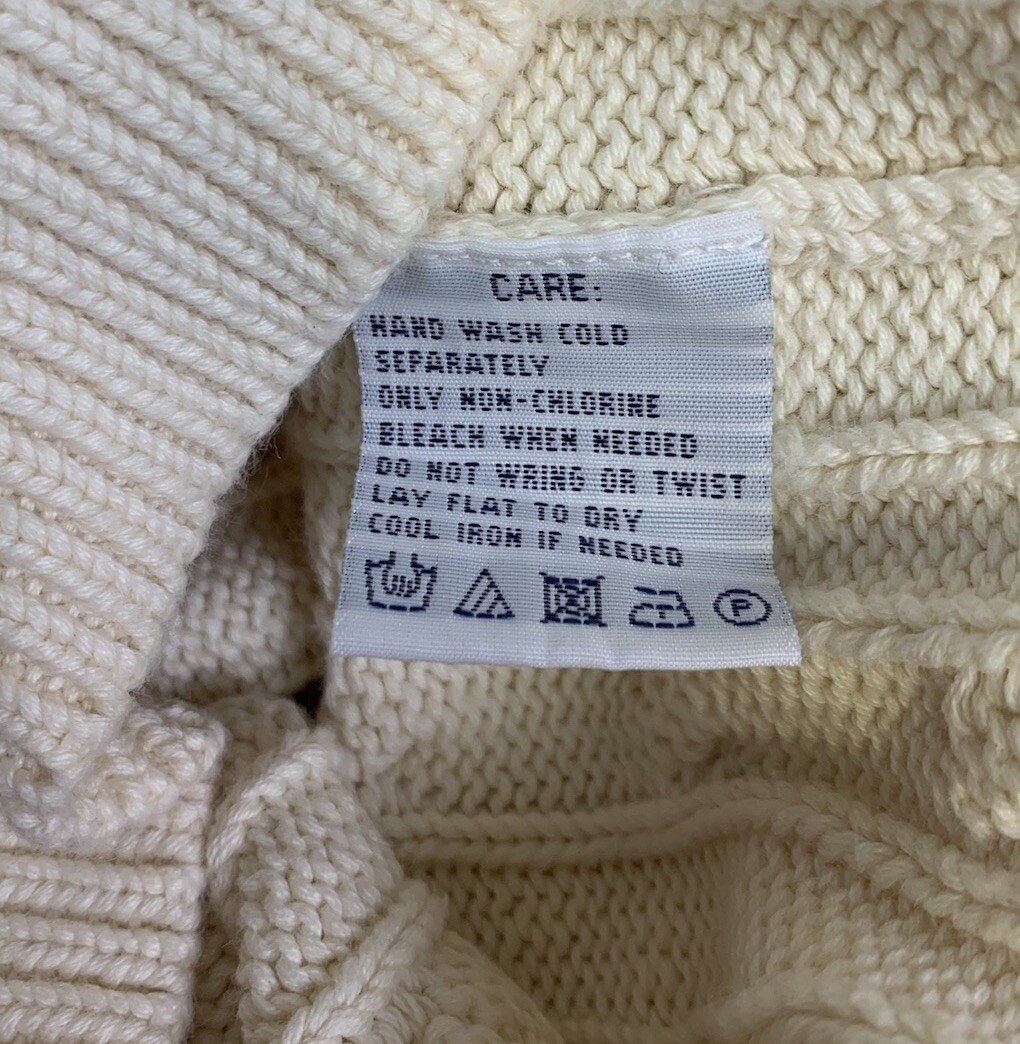 CARE:
HAND WASH COLD
SEPARATELY
ONLY NON-CHLORINE
BLEACH WHEN NEEDED
DO NOT WRING OR TWIST
LAY FLAT TO DRY
COOL IRON IF NEEDED
P